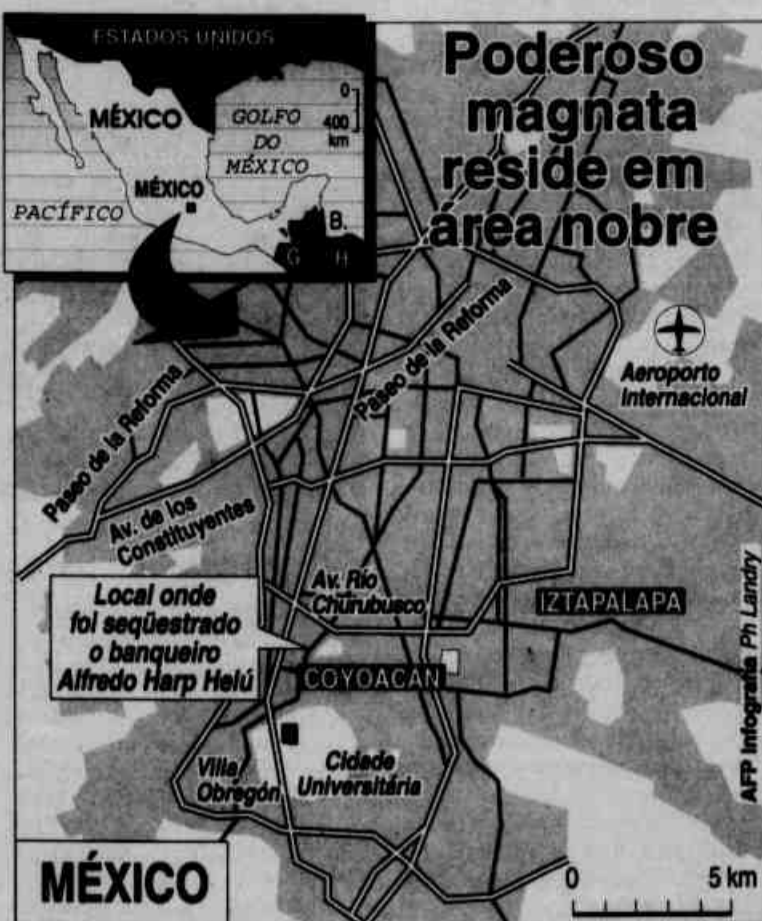 ESTADOS UNIDOS
MÉXICO
GOLFO
DO
MÉXICO
0
400
km
MÉXICO
PACÍFICO
B.
G
H
Poderoso
magnata
reside em
área nobre
Paseo de la Reforma
Paseo de la Reforma
Aeroporto
Internacional
Av. de los
Constituyentes
Av. Río
Churubusco
IZTAPALAPA
Local onde
foi seqüestrado
o banqueiro
Alfredo Harp Helú
COYOACÁN
Villa
Obregón
Cidade
Universitária
AFP Infografia Ph Landry
MÉXICO
0
5 km